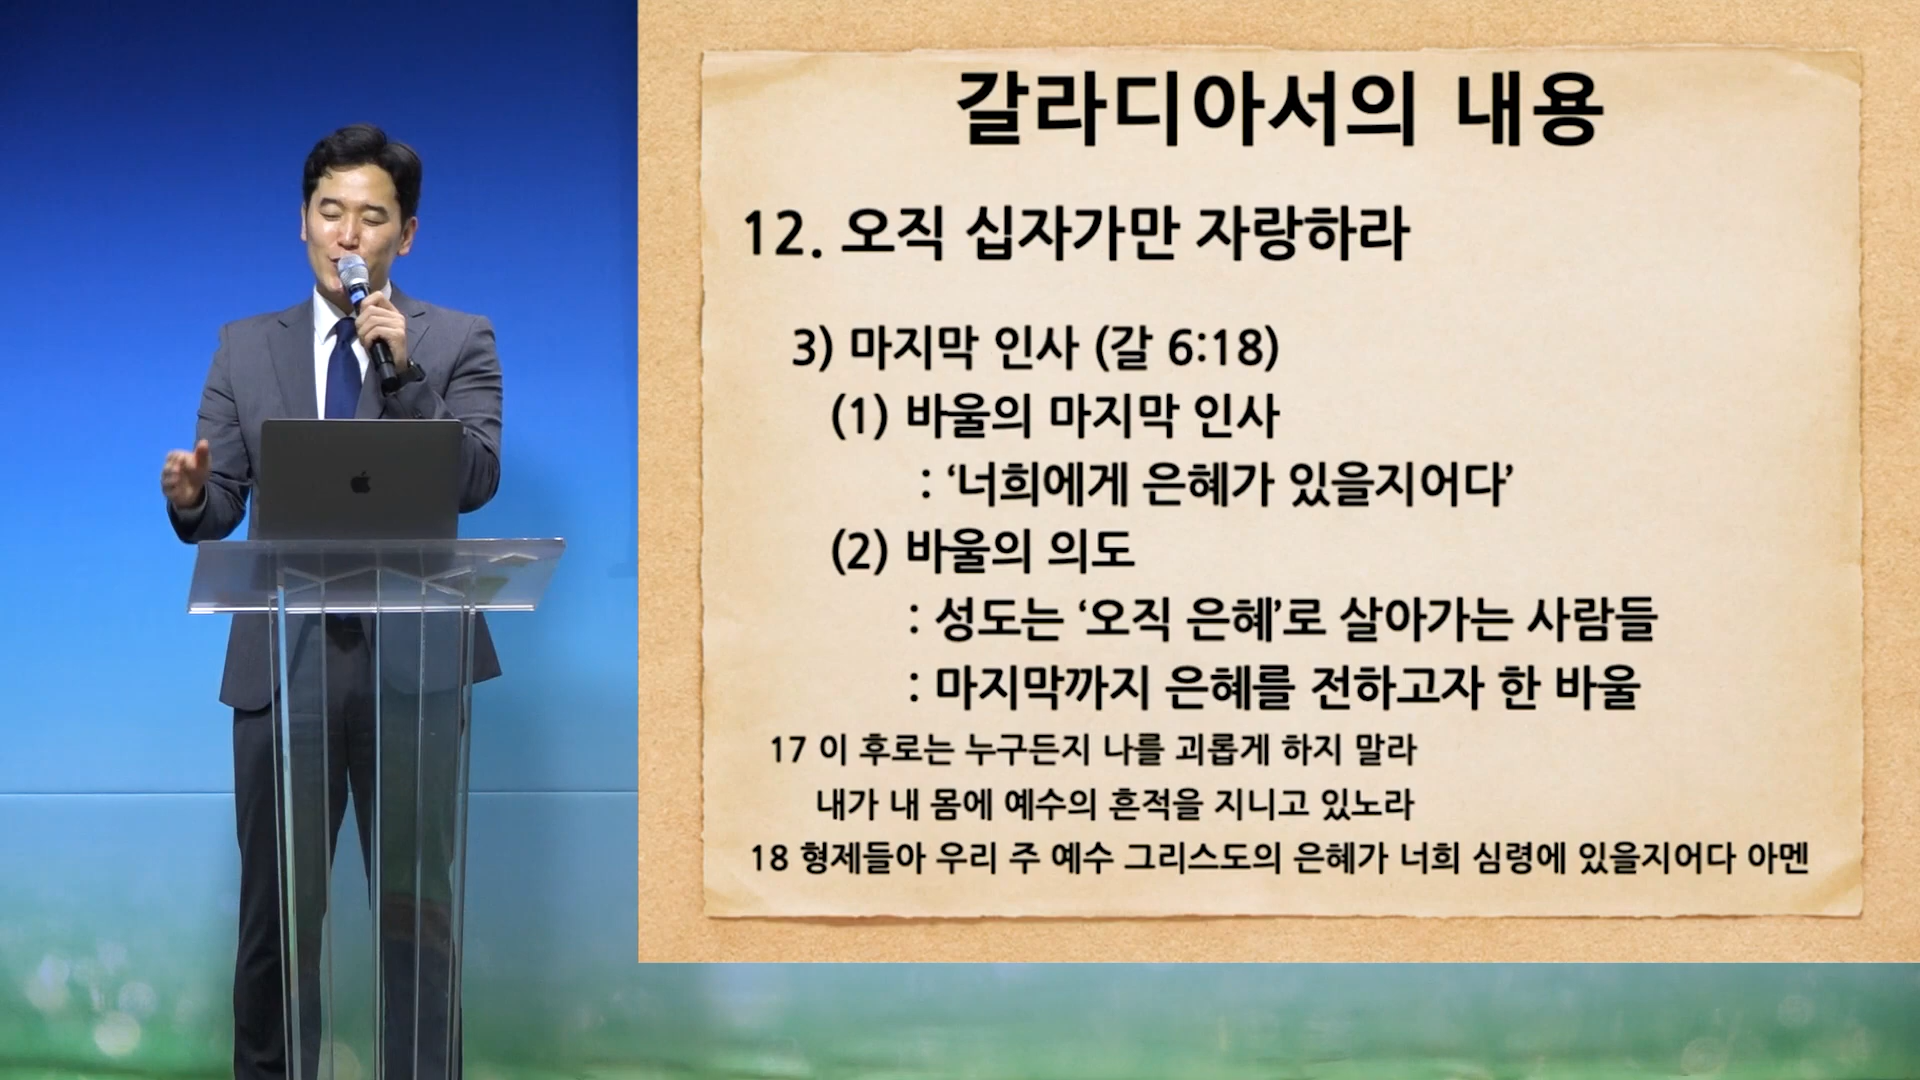 갈라디아서의 내용
12. 오직 십자가만 자랑하라
3) 마지막 인사 (갈 6:18)
(1) 바울의 마지막 인사
: ‘너희에게 은혜가 있을지어다’
(2) 바울의 의도
: 성도는 ‘오직 은혜’로 살아가는 사람들
: 마지막까지 은혜를 전하고자 한 바울
17 이 후로는 누구든지 나를 괴롭게 하지 말라
내가 내 몸에 예수의 흔적을 지니고 있노라
18 형제들아 우리 주 예수 그리스도의 은혜가 너희 심령에 있을지어다 아멘